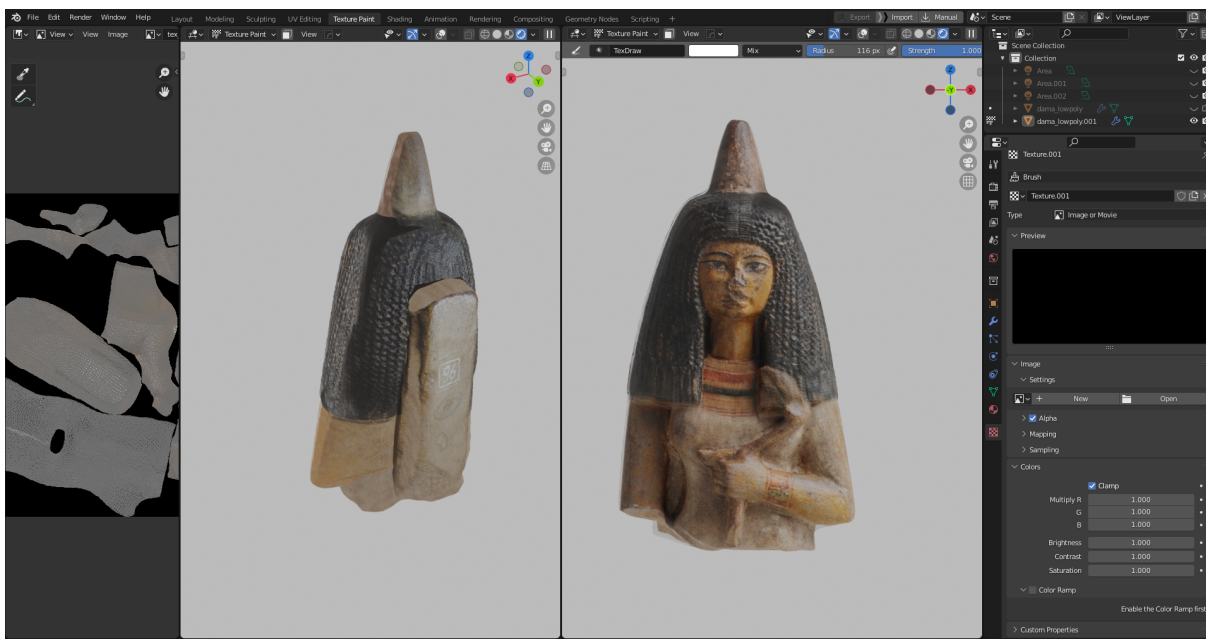 File Edit Render Window Help Layout Modeling Sculpting UV Editing Texture Paint Shading Animation Rendering Compositing Geometry Nodes Scripting + Export Import Manual Scene ViewLayer
View View Image tex Texture Paint View Texture Paint View
TexDraw Mix Radius 116 px Strength 1.000
Scene Collection
Collection
Area
Area.001
Area.002
dama_lowpoly
dama_lowpoly.001
Z
X
Y
Z
-Y
X
96
Texture.001
Brush
Texture.001
Type Image or Movie
Preview
Image
Settings
+ New Open
Alpha
Mapping
Sampling
Colors
Clamp
Multiply R 1.000
G 1.000
B 1.000
Brightness 1.000
Contrast 1.000
Saturation 1.000
Color Ramp
Enable the Color Ramp first
Custom Properties